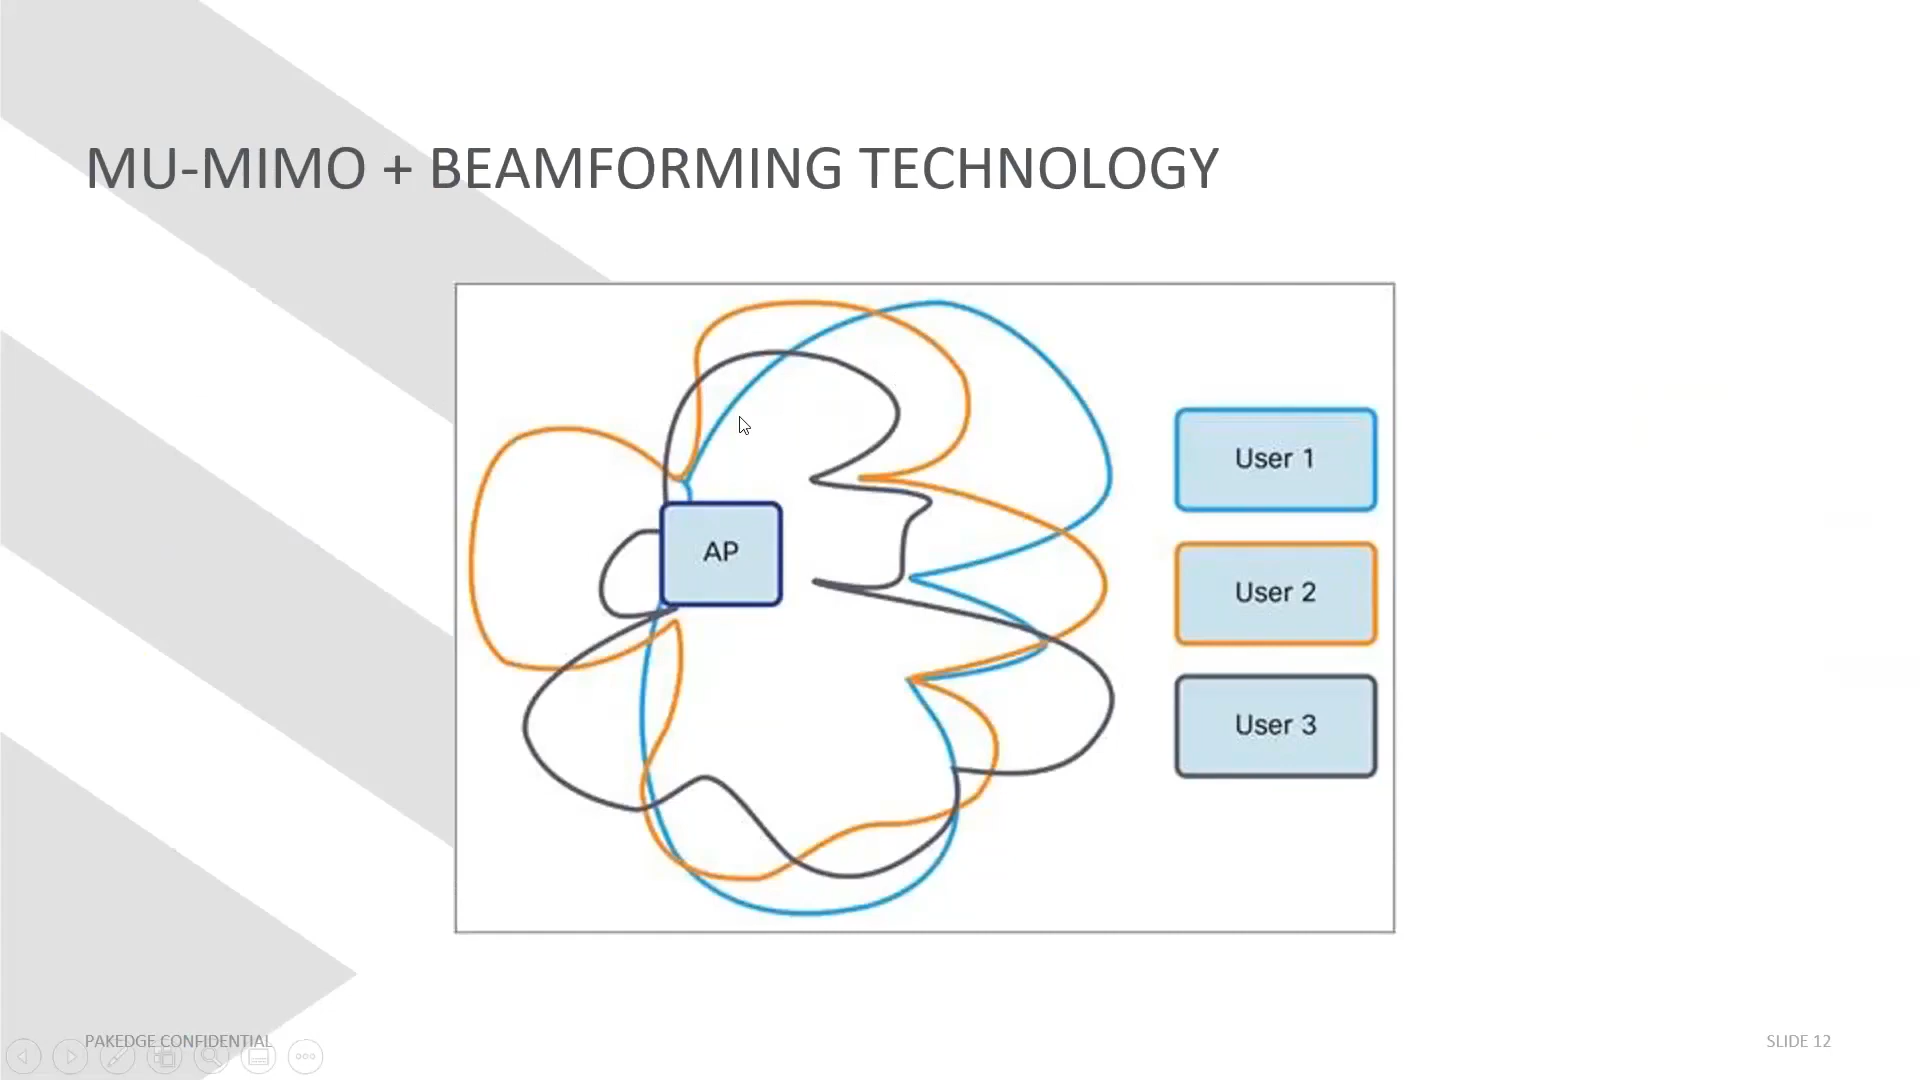 MU-MIMO + BEAMFORMING TECHNOLOGY
AP
User 1
User 2
User 3
PAKEDGE CONFIDENTIAL
SLIDE 12